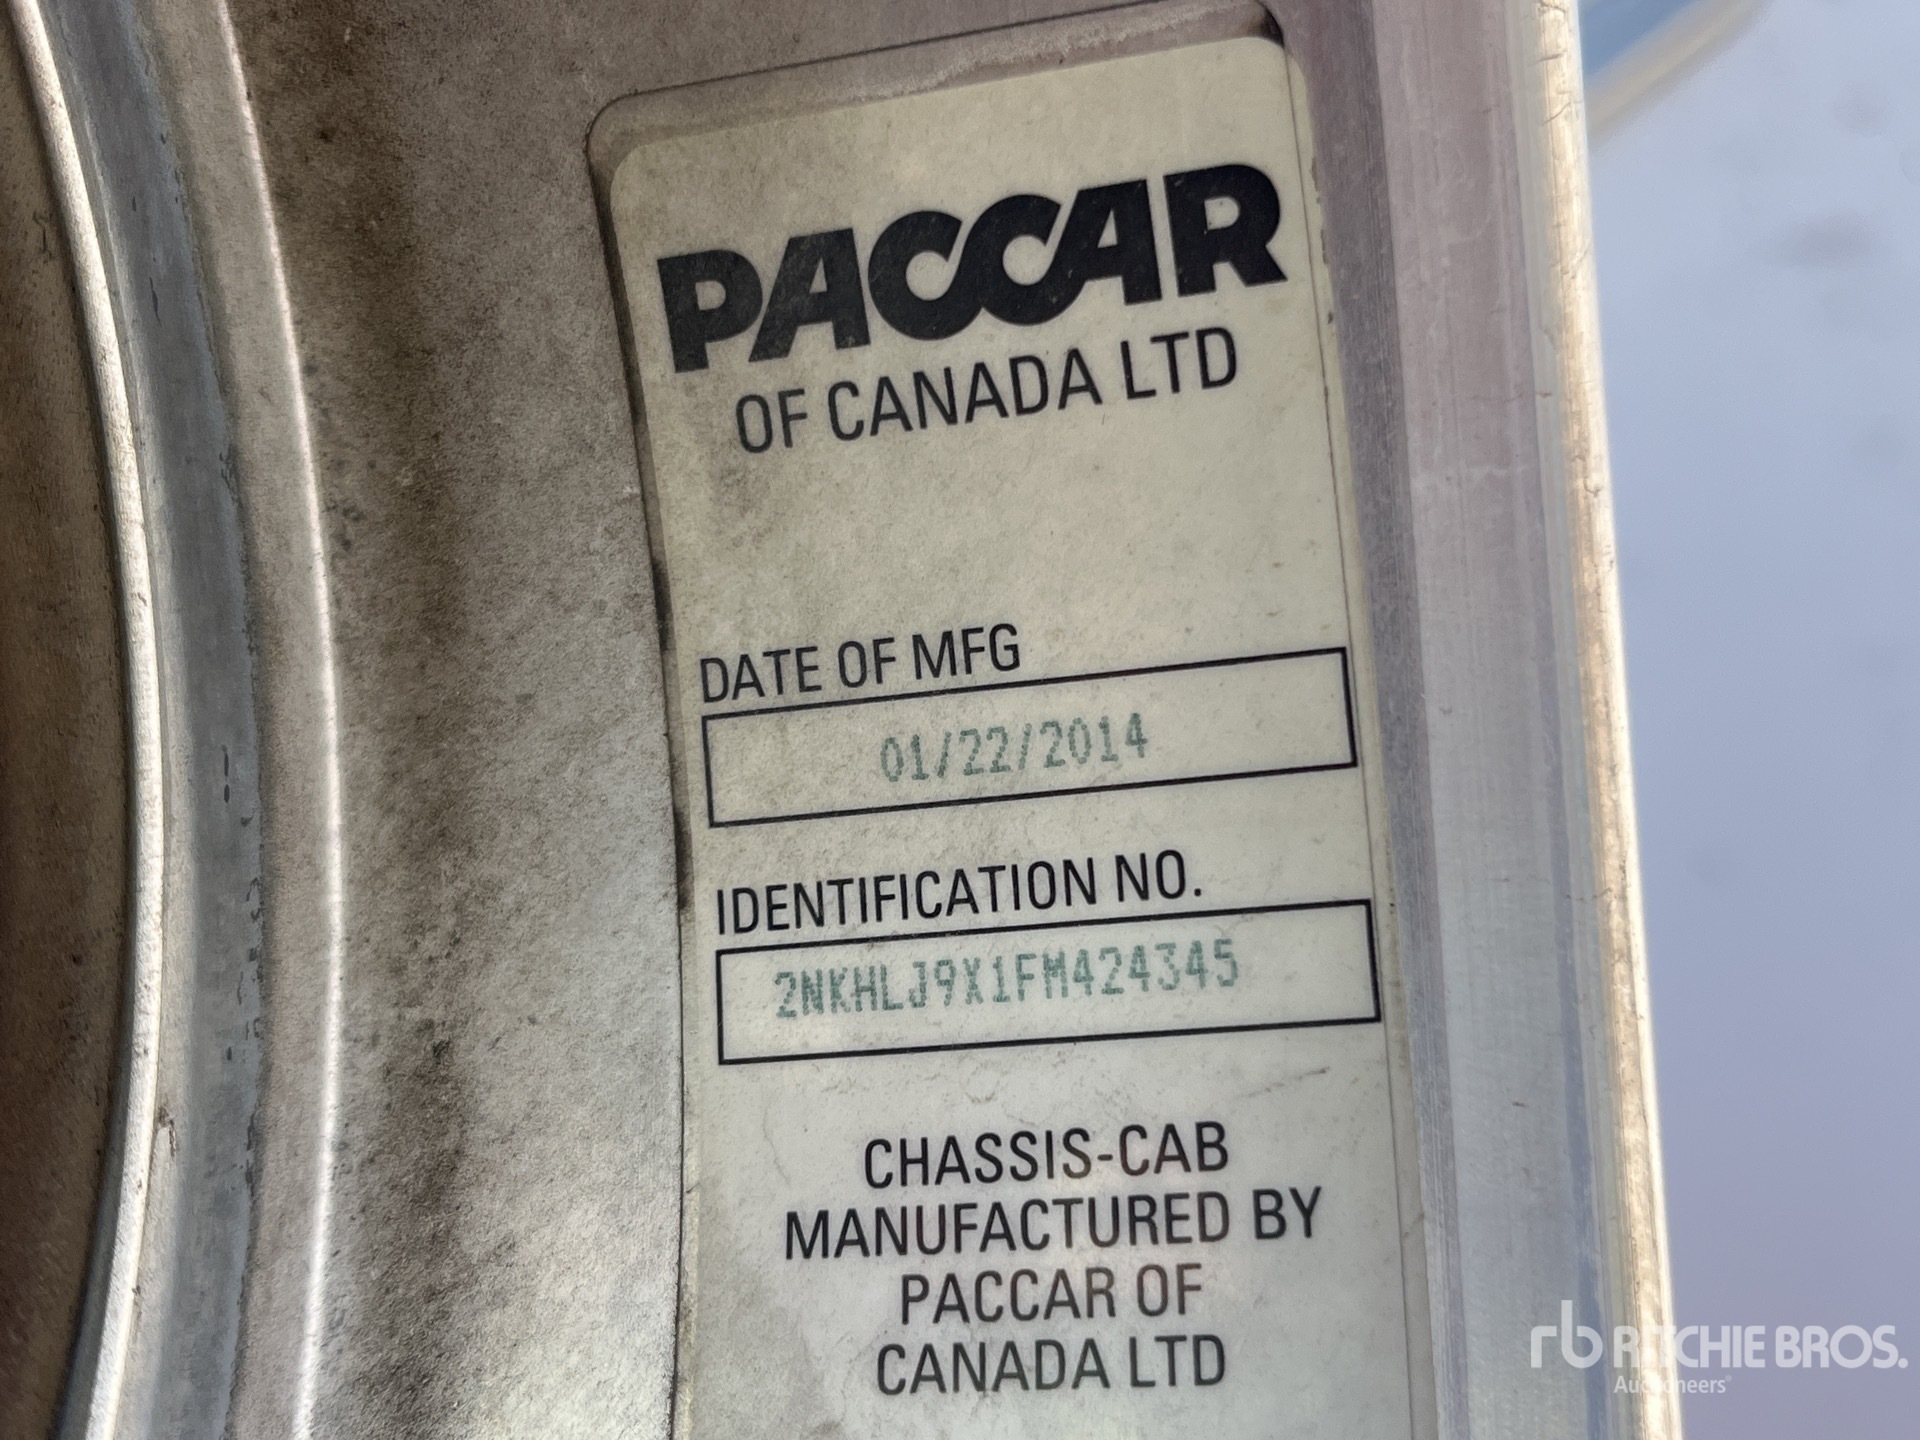 PACCAR
OF CANADA LTD
DATE OF MFG
01/22/2014
IDENTIFICATION NO.
2NKHLJ9X1FM424345
CHASSIS-CAB
MANUFACTURED BY
PACCAR OF
CANADA LTD
rb RITCHIE BROS.
Auctioneers